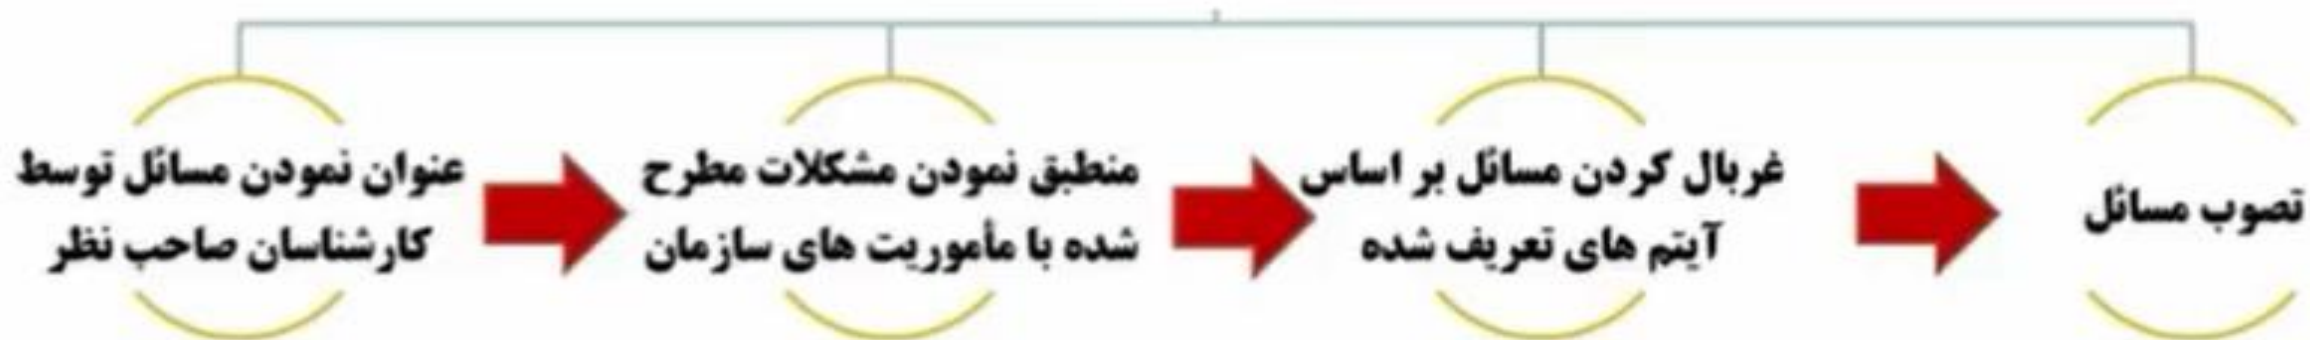 عنوان نمودن مسائل توسط
کارشناسان صاحب نظر
منطبق نمودن مشکلات مطرح
شده با مأموریت های سازمان
غربال کردن مسائل بر اساس
آیتم های تعریف شده
تصوب مسائل